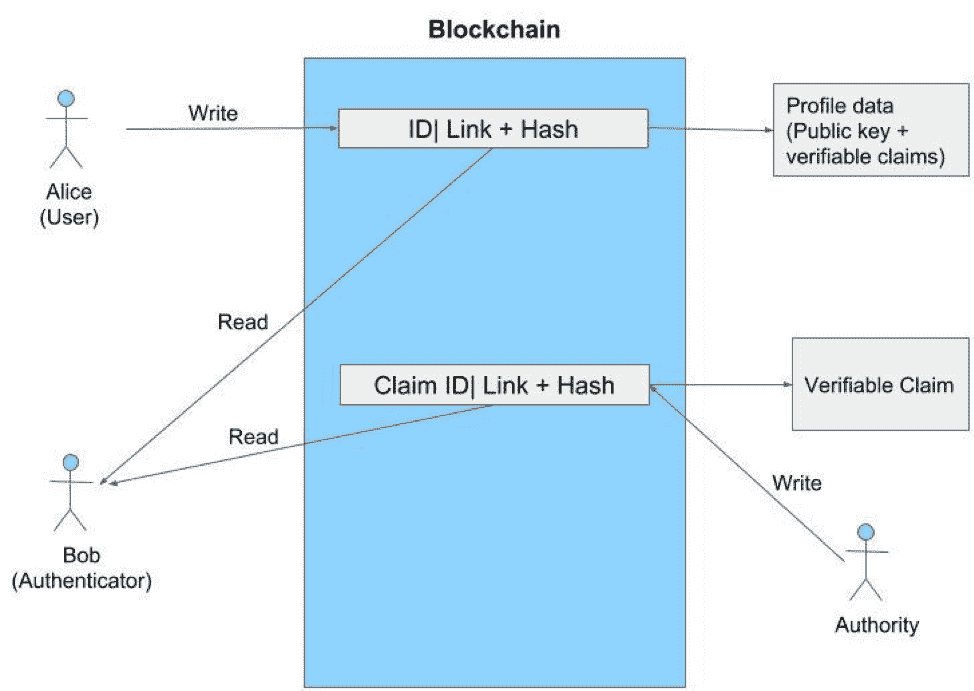 Blockchain
Write
ID| Link + Hash
Profile data
(Public key +
verifiable claims)
Alice
(User)
Read
Claim ID| Link + Hash
Verifiable Claim
Read
Write
Bob
(Authenticator)
Authority